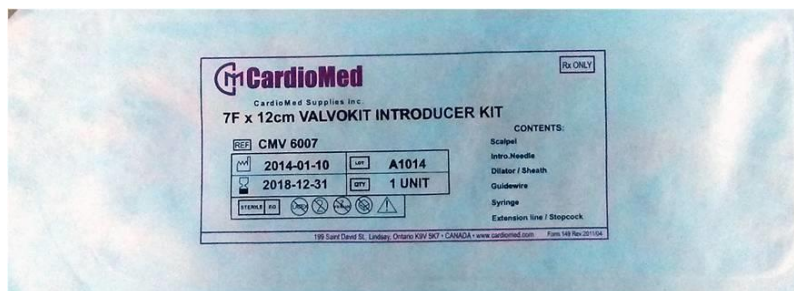 CardioMed
Rx ONLY
CardioMed Supplies Inc.
7F x 12cm VALVOKIT INTRODUCER KIT
REF CMV 6007
2014-01-10 LOT A1014
2018-12-31 QTY 1 UNIT
STERILE EO
CONTENTS:
Scalpel
Intro.Needle
Dilator / Sheath
Guidewire
Syringe
Extension line / Stopcock
199 Saint David St. Lindsay, Ontario K9V 5K7 • CANADA • www.cardiomed.com Form 149 Rev.2011/04